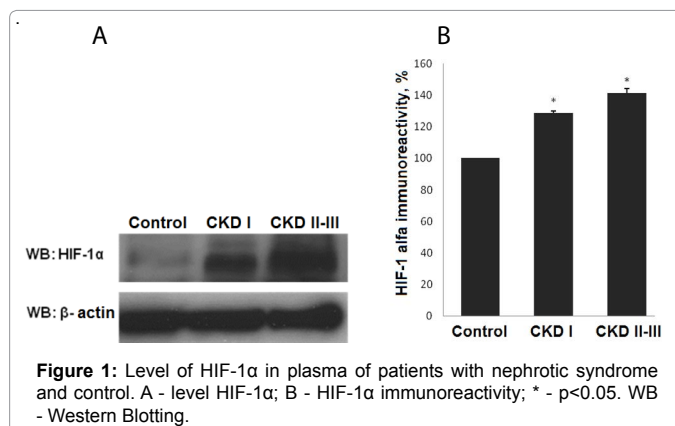 .
A
B
Control CKD I CKD II-III
WB: HIF-1α
WB: β- actin
HIF-1 alfa immunoreactivity, %
160
140
120
100
80
60
40
20
0
*
*
Control CKD I CKD II-III
Figure 1: Level of HIF-1α in plasma of patients with nephrotic syndrome
and control. A - level HIF-1α; B - HIF-1α immunoreactivity; * - p<0.05. WB
- Western Blotting.